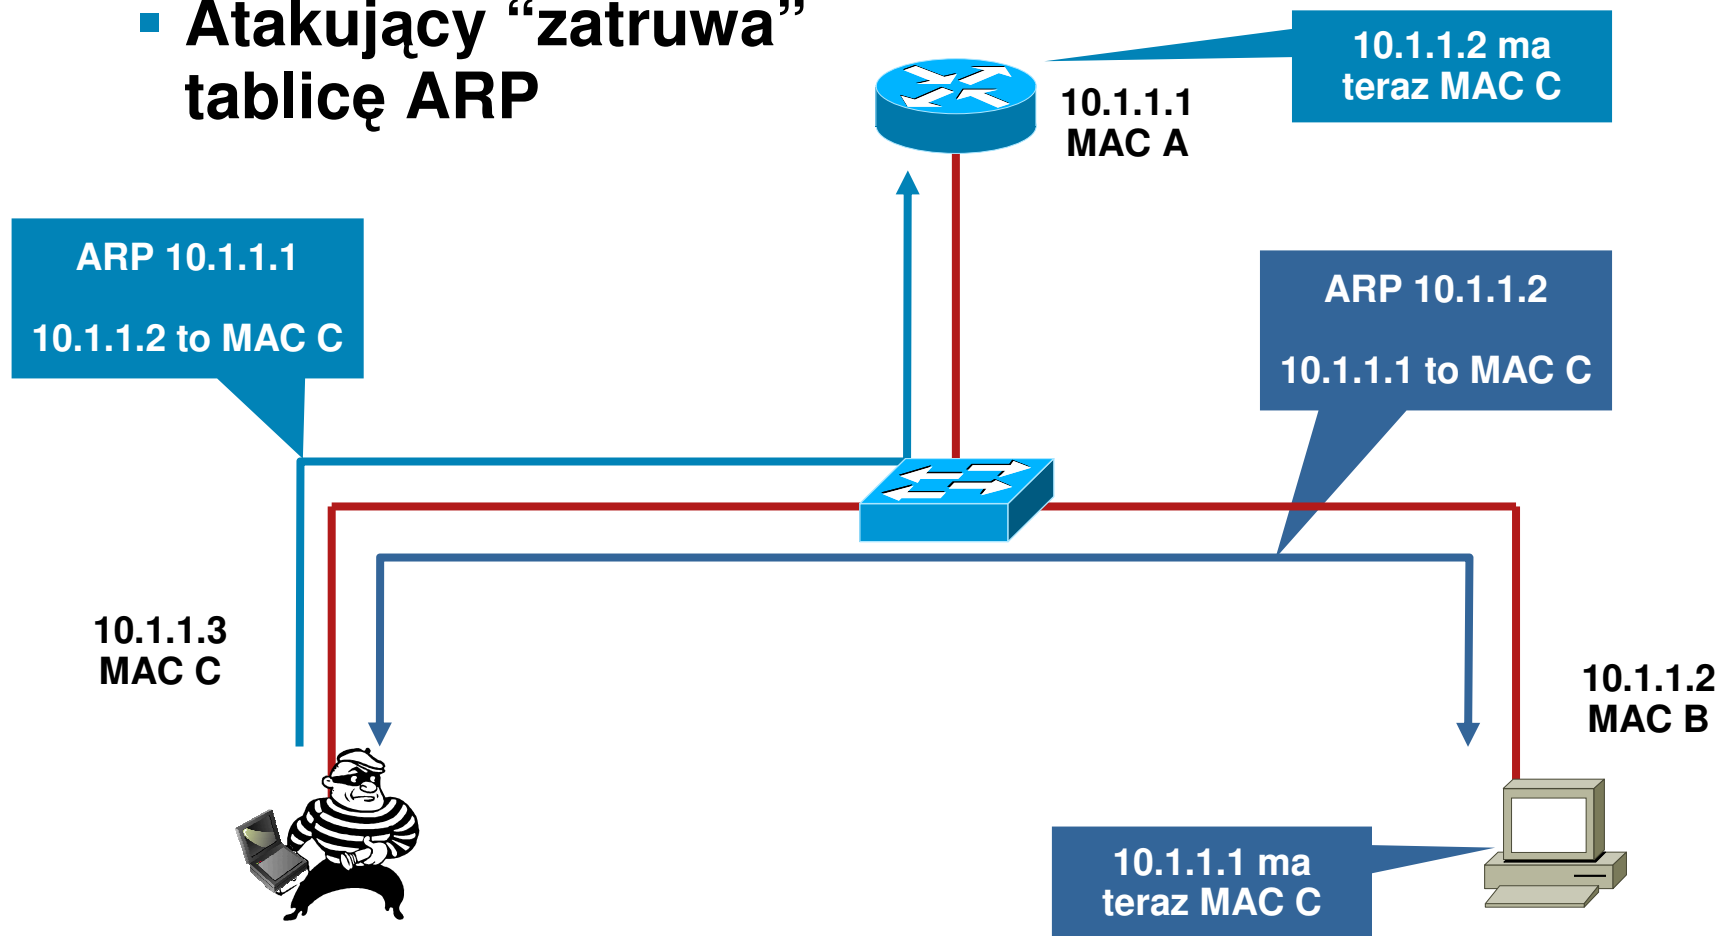 Atakujący “zatruwa”
tablicę ARP
10.1.1.2 ma
teraz MAC C
10.1.1.1
MAC A
ARP 10.1.1.1
10.1.1.2 to MAC C
ARP 10.1.1.2
10.1.1.1 to MAC C
10.1.1.3
MAC C
10.1.1.2
MAC B
10.1.1.1 ma
teraz MAC C